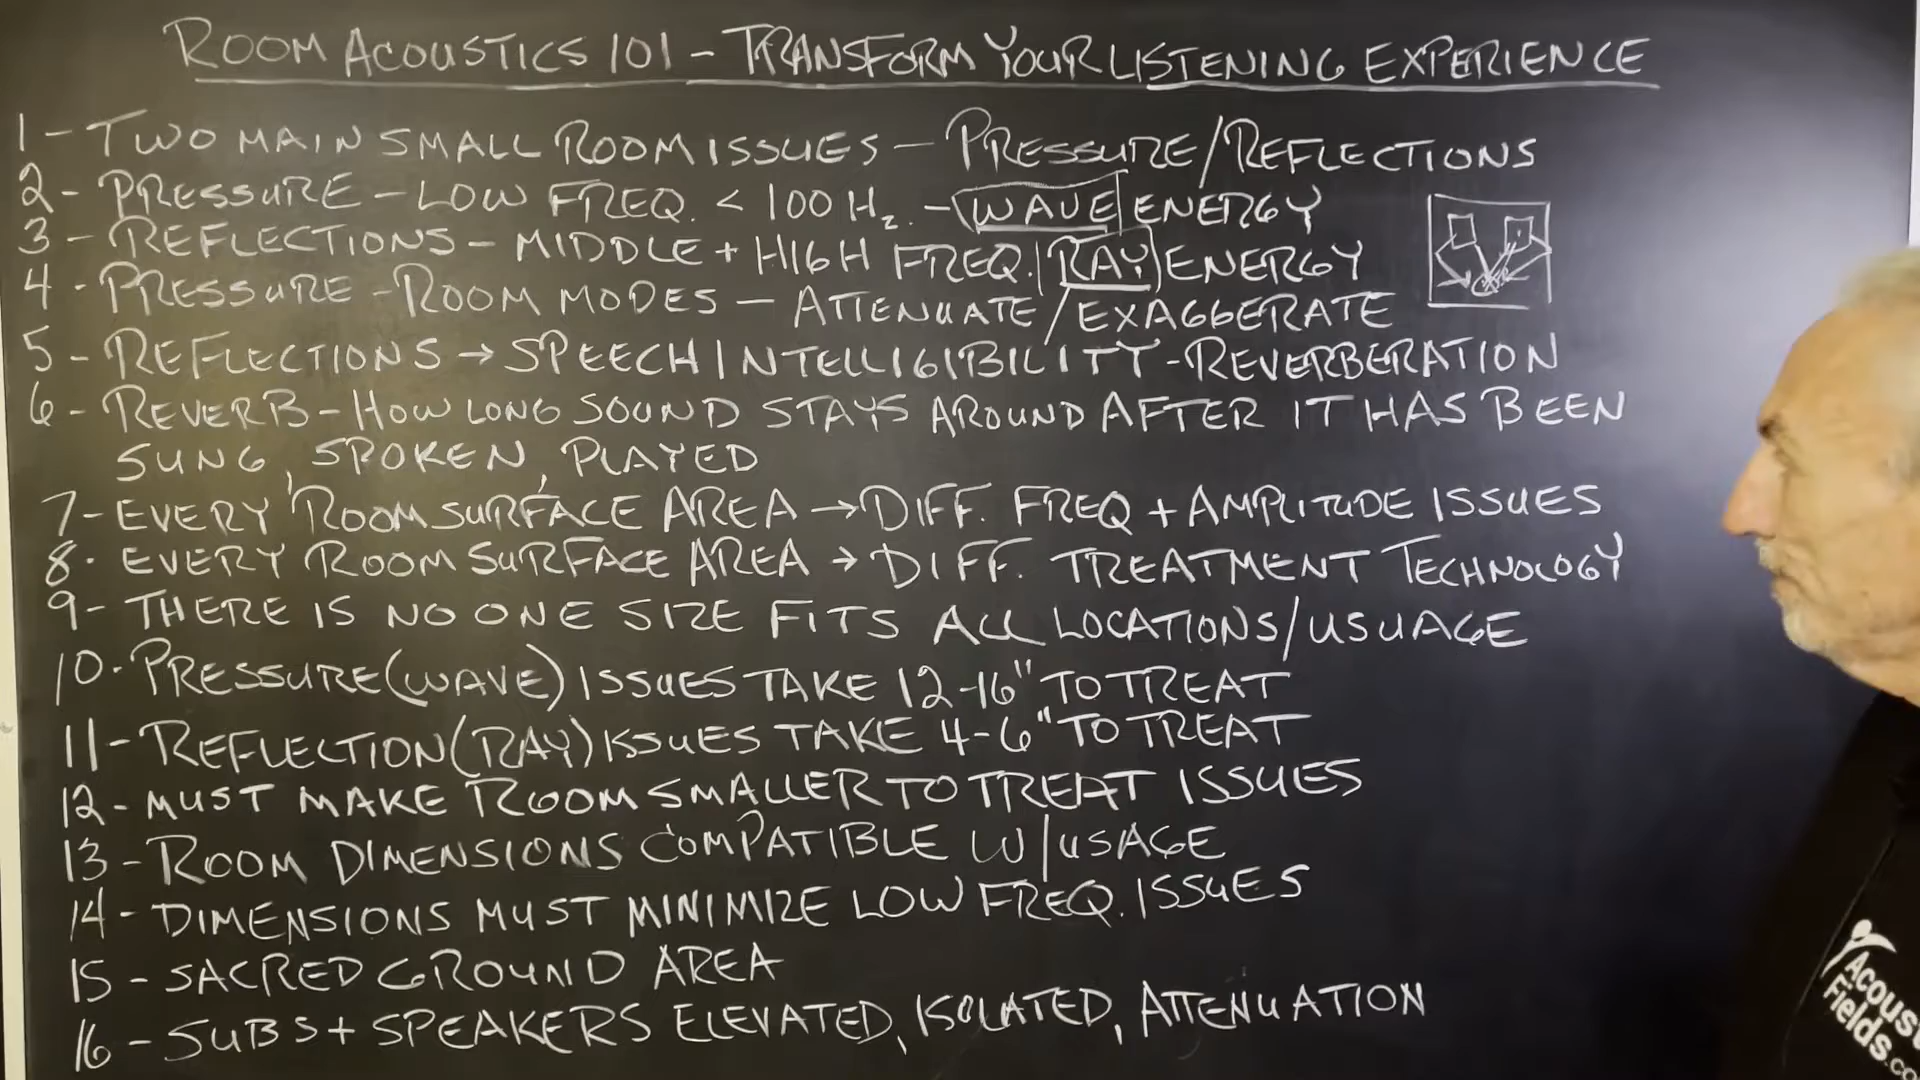 ROOM ACOUSTICS 101 - TRANSFORM YOUR LISTENING EXPERIENCE
1 - TWO MAIN SMALL ROOM ISSUES - PRESSURE/REFLECTIONS
2 - PRESSURE - LOW FREQ. < 100 Hz. - WAVE ENERGY
3 - REFLECTIONS - MIDDLE + HIGH FREQ. RAY ENERGY
4 - PRESSURE - ROOM MODES - ATTENUATE/EXAGGERATE
5 - REFLECTIONS → SPEECH INTELLIGIBILITY - REVERBERATION
6 - REVERB - HOW LONG SOUND STAYS AROUND AFTER IT HAS BEEN
SUNG, SPOKEN, PLAYED
7 - EVERY ROOM SURFACE AREA → DIFF. FREQ + AMPLITUDE ISSUES
8. EVERY ROOM SURFACE AREA → DIFF. TREATMENT TECHNOLOGY
9 - THERE IS NO ONE SIZE FITS ALL LOCATIONS/USUAGE
10. PRESSURE (WAVE) ISSUES TAKE 12-16" TO TREAT
11 - REFLECTION (RAY) ISSUES TAKE 4-6" TO TREAT
12 - MUST MAKE ROOM SMALLER TO TREAT ISSUES
13 - ROOM DIMENSIONS COMPATIBLE W/USAGE
14 - DIMENSIONS MUST MINIMIZE LOW FREQ. ISSUES
15 - SACRED GROUND AREA
16 - SUBS + SPEAKERS ELEVATED, ISOLATED, ATTENUATION
Acoust
Fields.co